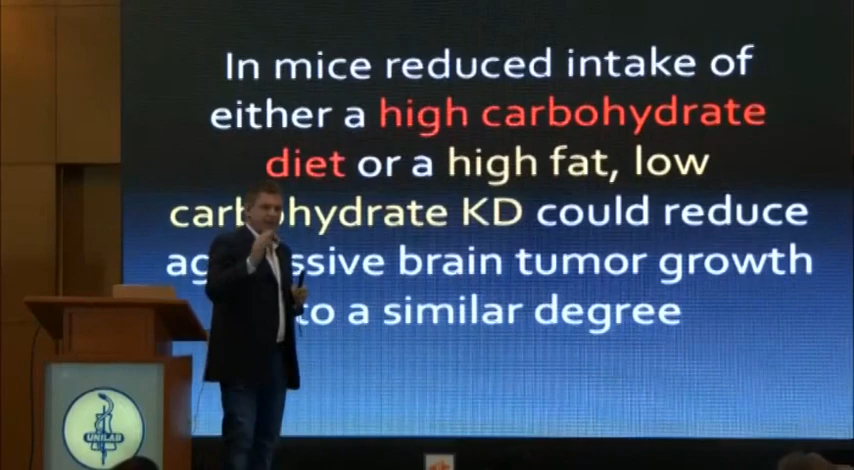 In mice reduced intake of
either a high carbohydrate
diet or a high fat, low
carbohydrate KD could reduce
aggressive brain tumor growth
to a similar degree
UNILAB